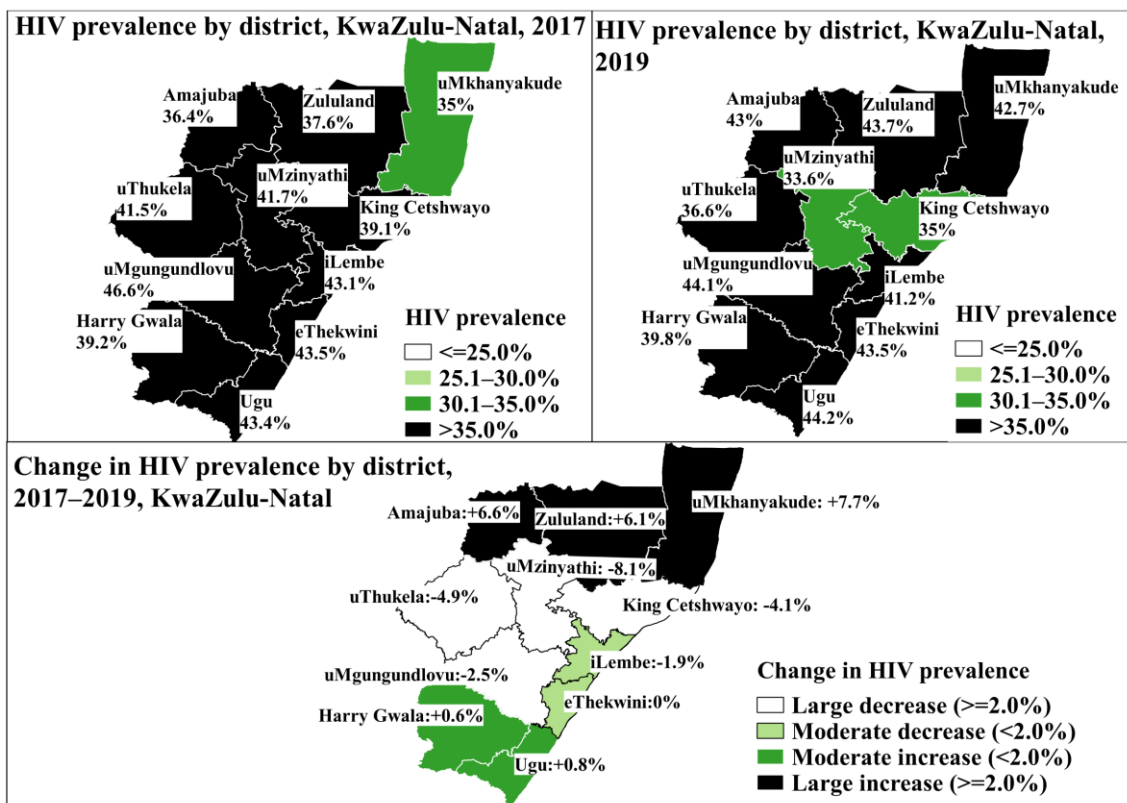 HIV prevalence by district, KwaZulu-Natal, 2017
Amajuba
36.4%
Zululand
37.6%
uMkhanyakude
35%
uThukela
41.5%
uMzinyathi
41.7%
King Cetshwayo
39.1%
uMgungundlovu
46.6%
iLembe
43.1%
Harry Gwala
39.2%
eThekwini
43.5%
Ugu
43.4%
HIV prevalence
<=25.0%
25.1–30.0%
30.1–35.0%
>35.0%
HIV prevalence by district, KwaZulu-Natal,
2019
Amajuba
43%
Zululand
43.7%
uMkhanyakude
42.7%
uMzinyathi
33.6%
uThukela
36.6%
King Cetshwayo
35%
uMgungundlovu
44.1%
iLembe
41.2%
Harry Gwala
39.8%
eThekwini
43.5%
Ugu
44.2%
HIV prevalence
<=25.0%
25.1–30.0%
30.1–35.0%
>35.0%
Change in HIV prevalence by district,
2017–2019, KwaZulu-Natal
Amajuba:+6.6%
Zululand:+6.1%
uMkhanyakude: +7.7%
uMzinyathi: -8.1%
uThukela:-4.9%
King Cetshwayo: -4.1%
iLembe:-1.9%
uMgungundlovu:-2.5%
eThekwini:0%
Harry Gwala:+0.6%
Ugu:+0.8%
Change in HIV prevalence
Large decrease (>=2.0%)
Moderate decrease (<2.0%)
Moderate increase (<2.0%)
Large increase (>=2.0%)